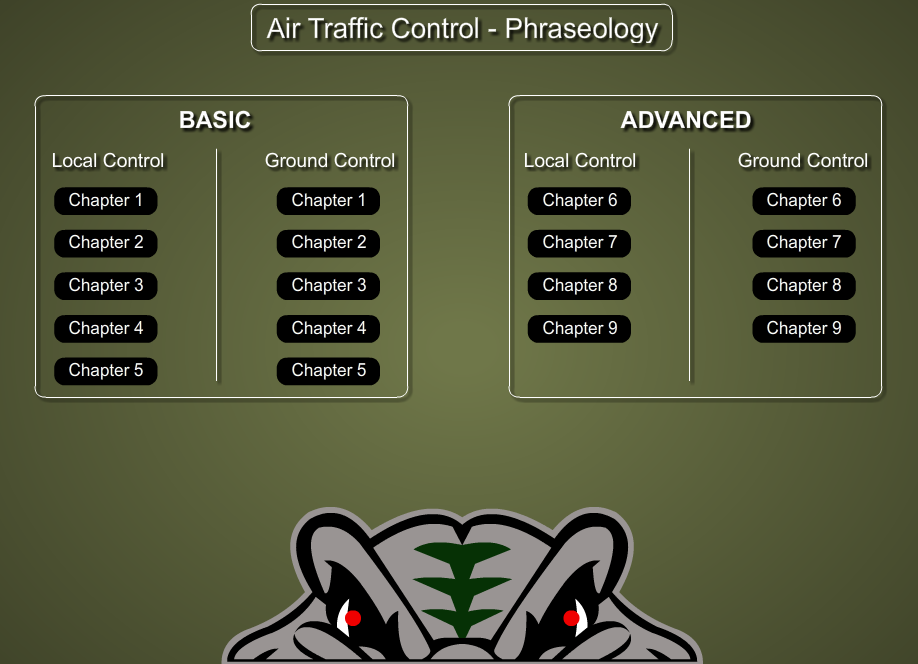 Air Traffic Control - Phraseology
BASIC
Local Control
Chapter 1
Chapter 2
Chapter 3
Chapter 4
Chapter 5
Ground Control
Chapter 1
Chapter 2
Chapter 3
Chapter 4
Chapter 5
ADVANCED
Local Control
Chapter 6
Chapter 7
Chapter 8
Chapter 9
Ground Control
Chapter 6
Chapter 7
Chapter 8
Chapter 9